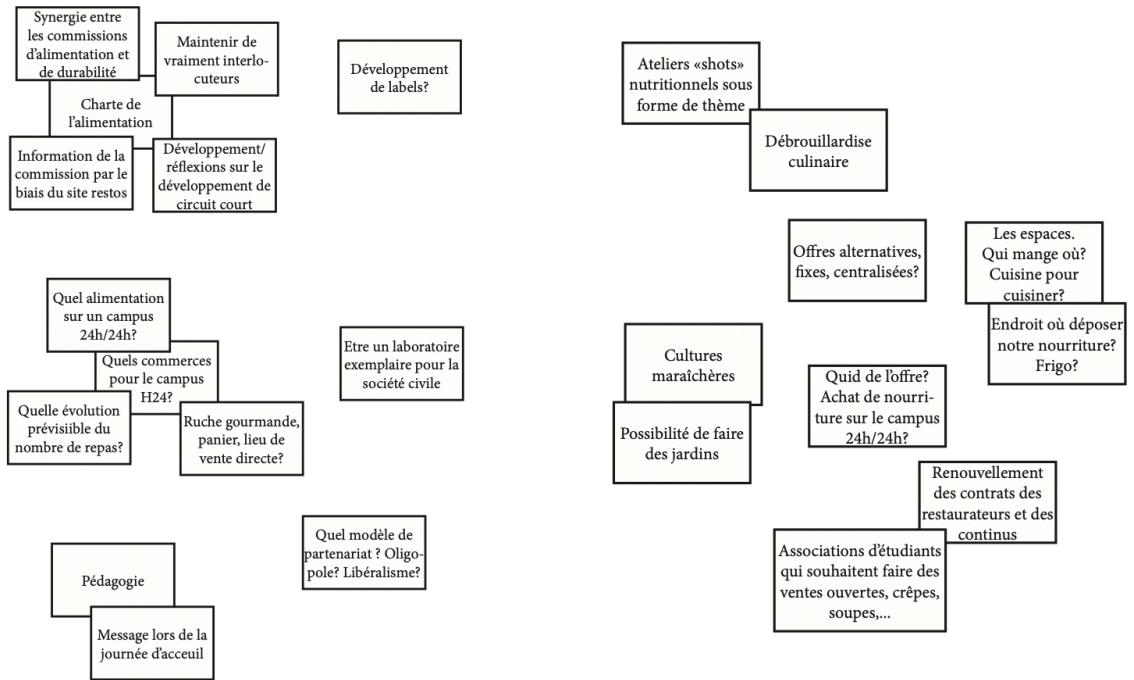 Synergie entre
les commissions
d’alimentation et
de durabilité
Maintenir de
vraiment interlo-
cuteurs
Charte de
l’alimentation
Information de la
commission par le
biais du site restos
Développement/
réflexions sur le
développement de
circuit court
Développement
de labels?
Quel alimentation
sur un campus
24h/24h?
Quels commerces
pour le campus
H24?
Quelle évolution
prévisiible du
nombre de repas?
Ruche gourmande,
panier, lieu de
vente directe?
Etre un laboratoire
exemplaire pour la
société civile
Quel modèle de
partenariat ? Oligo-
pole? Libéralisme?
Pédagogie
Message lors de la
journée d’acceuil
Ateliers «shots»
nutritionnels sous
forme de thème
Débrouillardise
culinaire
Offres alternatives,
fixes, centralisées?
Les espaces.
Qui mange où?
Cuisine pour
cuisiner?
Endroit où déposer
notre nourriture?
Frigo?
Cultures
maraîchères
Possibilité de faire
des jardins
Quid de l’offre?
Achat de nourri-
ture sur le campus
24h/24h?
Renouvellement
des contrats des
restaurateurs et des
continus
Associations d’étudiants
qui souhaitent faire des
ventes ouvertes, crêpes,
soupes,...